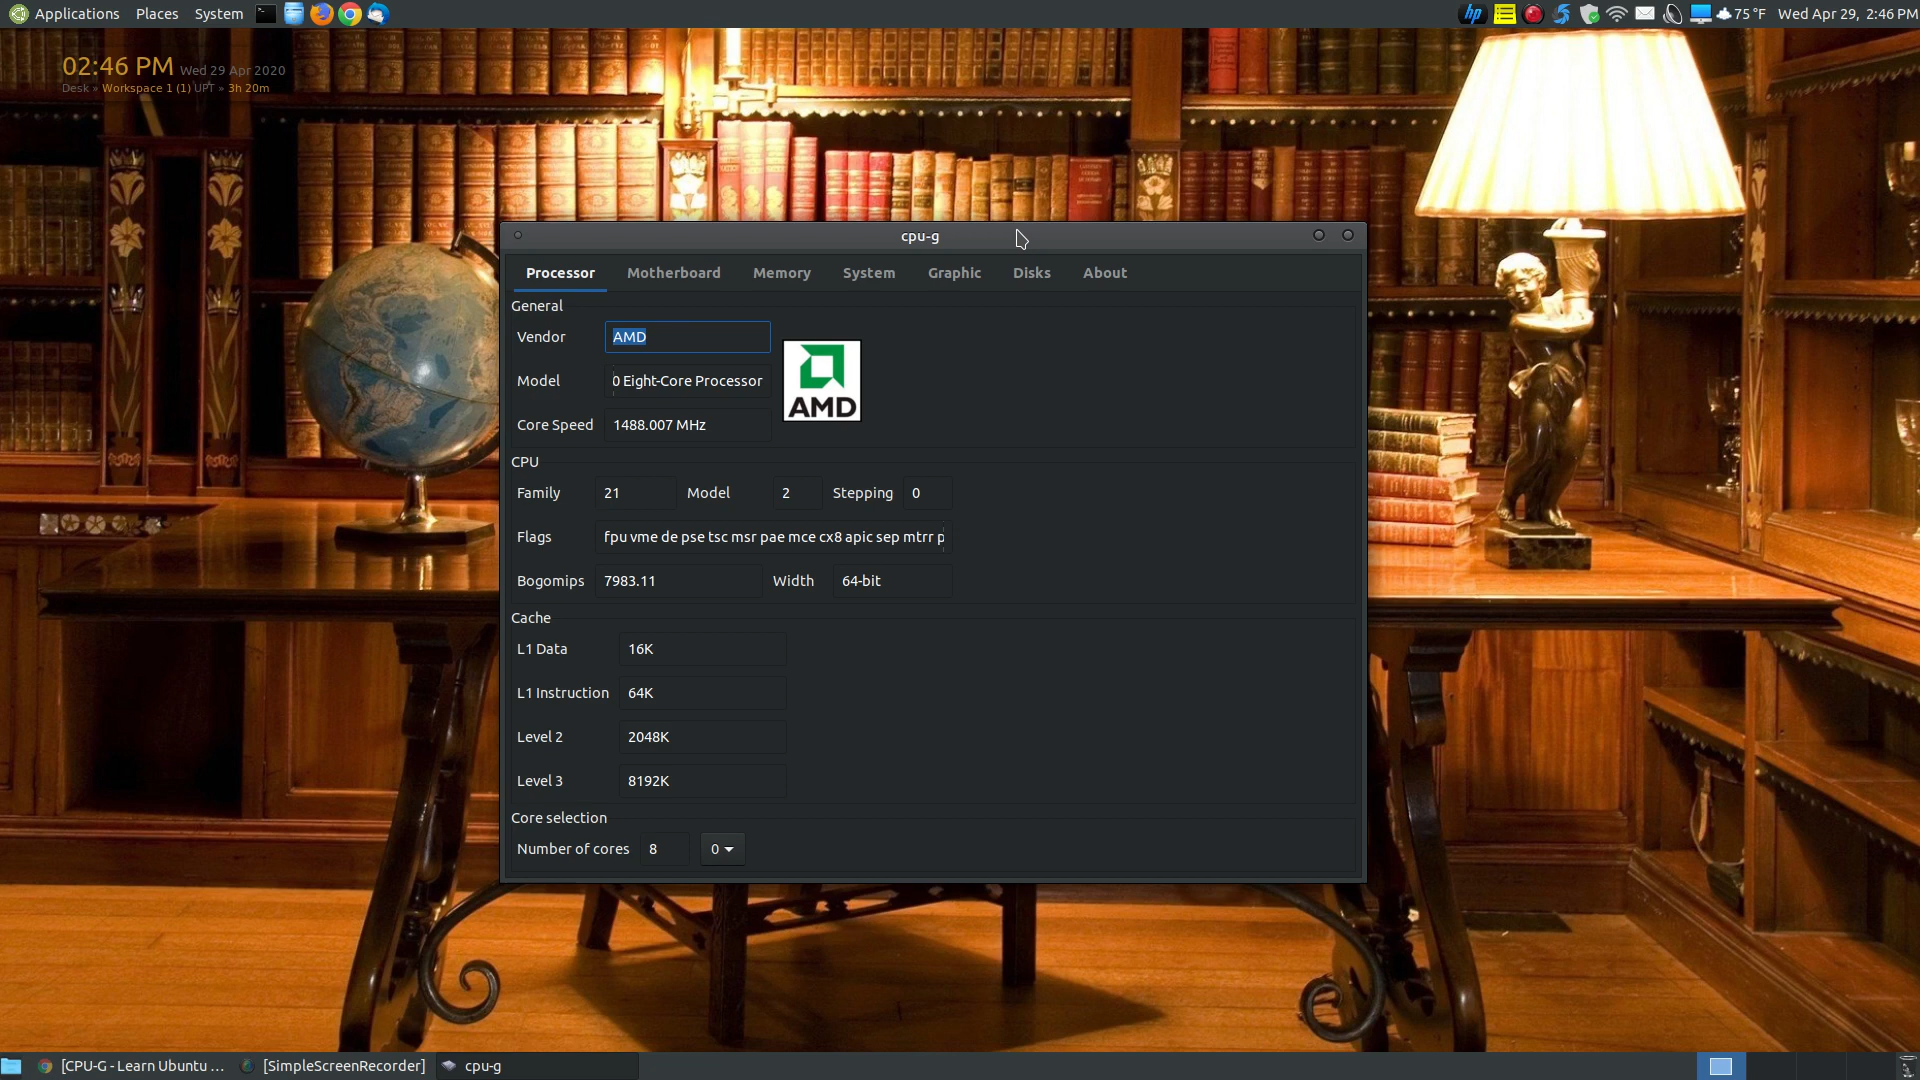 Applications Places System
hp 75 °F Wed Apr 29, 2:46 PM
02:46 PM Wed 29 Apr 2020
Desk » Workspace 1 (1) UPT » 3h 20m
cpu-g
Processor Motherboard Memory System Graphic Disks About
General
Vendor AMD
Model 0 Eight-Core Processor
AMD
Core Speed 1488.007 MHz
CPU
Family 21 Model 2 Stepping 0
Flags fpu vme de pse tsc msr pae mce cx8 apic sep mtrr p
Bogomips 7983.11 Width 64-bit
Cache
L1 Data 16K
L1 Instruction 64K
Level 2 2048K
Level 3 8192K
Core selection
Number of cores 8 0
[CPU-G - Learn Ubuntu ... [SimpleScreenRecorder] cpu-g